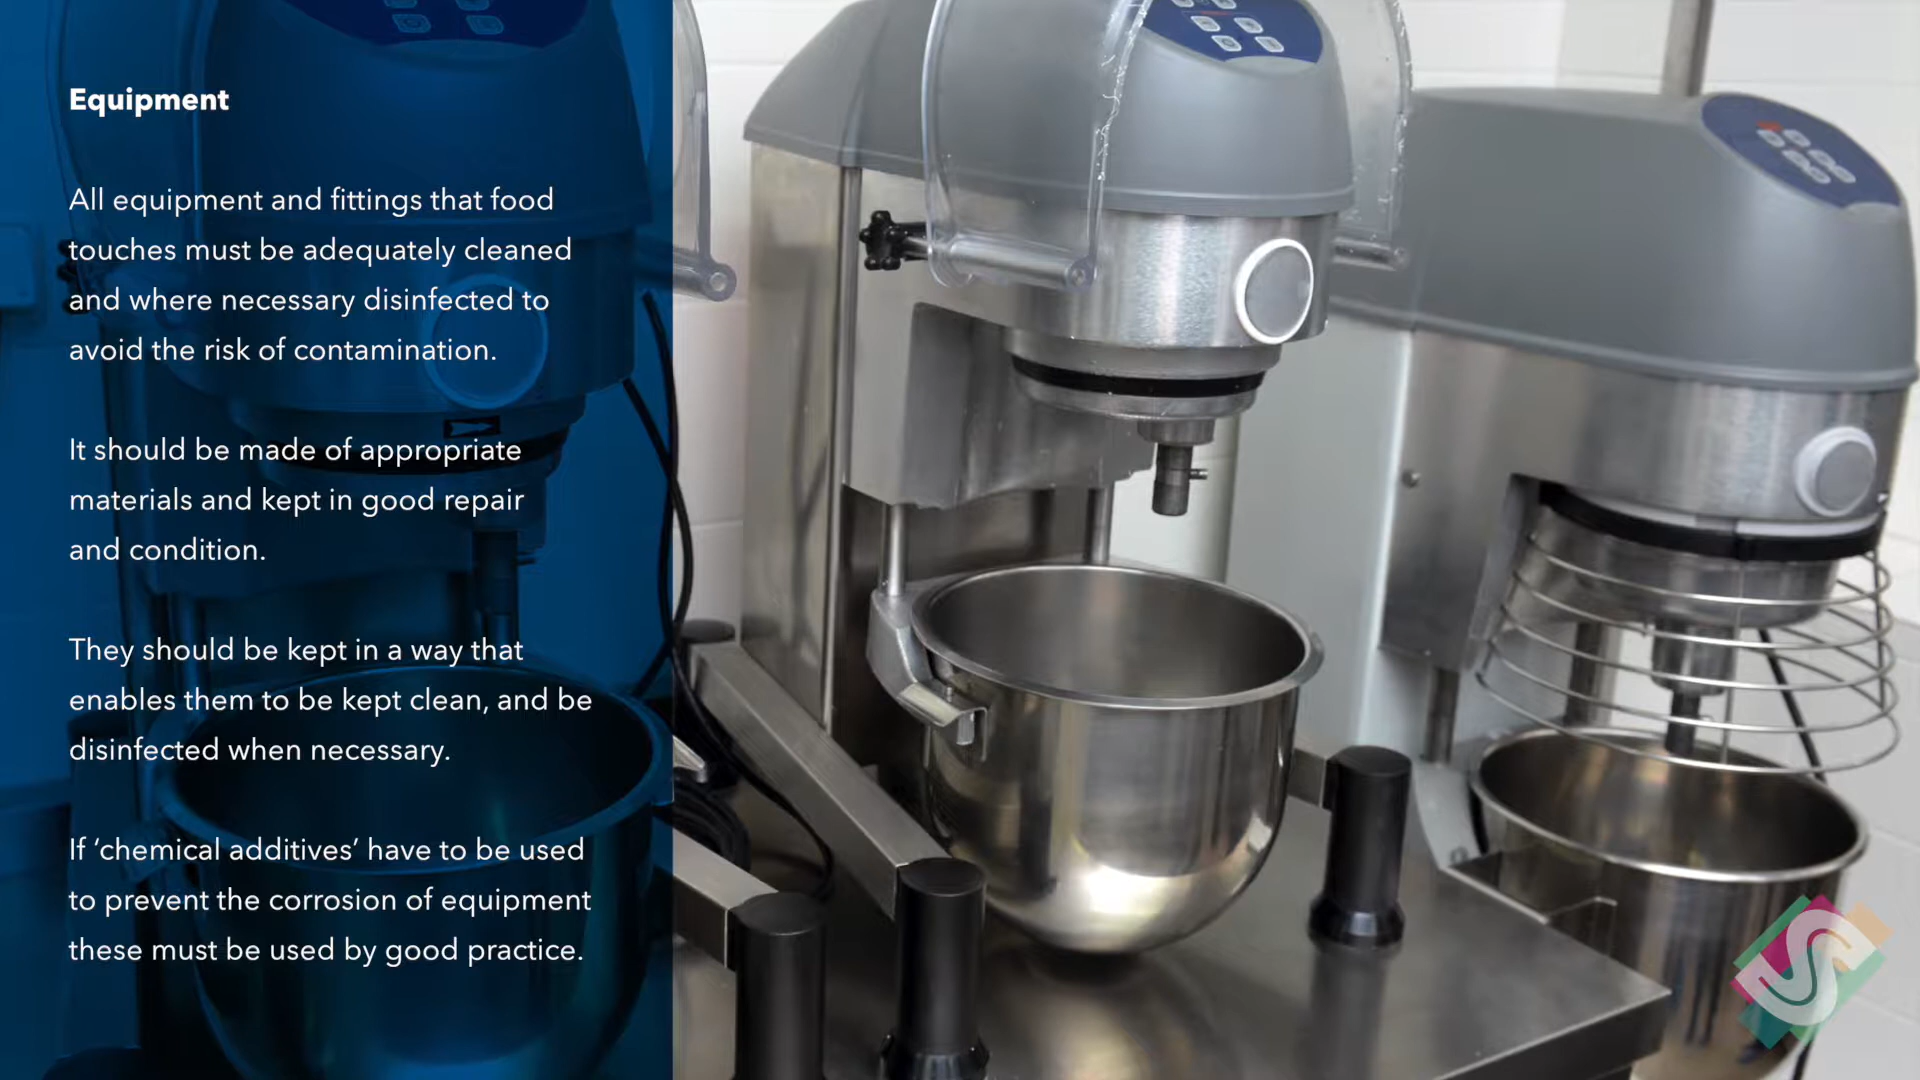 Equipment
All equipment and fittings that food
touches must be adequately cleaned
and where necessary disinfected to
avoid the risk of contamination.
It should be made of appropriate
materials and kept in good repair
and condition.
They should be kept in a way that
enables them to be kept clean, and be
disinfected when necessary.
If ‘chemical additives’ have to be used
to prevent the corrosion of equipment
these must be used by good practice.